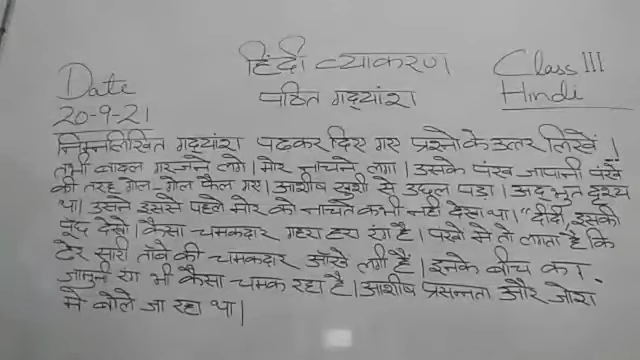 हिंदी व्याकरण
Class III
Date
पठित गद्यांश
Hindi
20-9-21
निम्नलिखित गद्यांश पढकर दिए गए प्रश्नो के उत्तर लिखें।
तभी बादल गरजने लगे। मोर नाचने लगा। उसके पंख जापानी पंखे
की तरह गोल-गोल फैल गए। आशीष खुशी से उछल पड़ा। अद्भुत दृश्य
था। उसने इससे पहले मोर को नाचते कभी नही देखा था। "दीदी, इसकी
पूँछ देखो। कैसा चमकदार गहरा हरा रंग है। पंखो से तो लगता है कि
ढेर सारी ताँबे की चमकदार आँखे लगी है। इनके बीच का
जामुनी रंग भी कैसा चमक रहा है। आशीष प्रसन्नता और जोश
मे बोले जा रहा था।